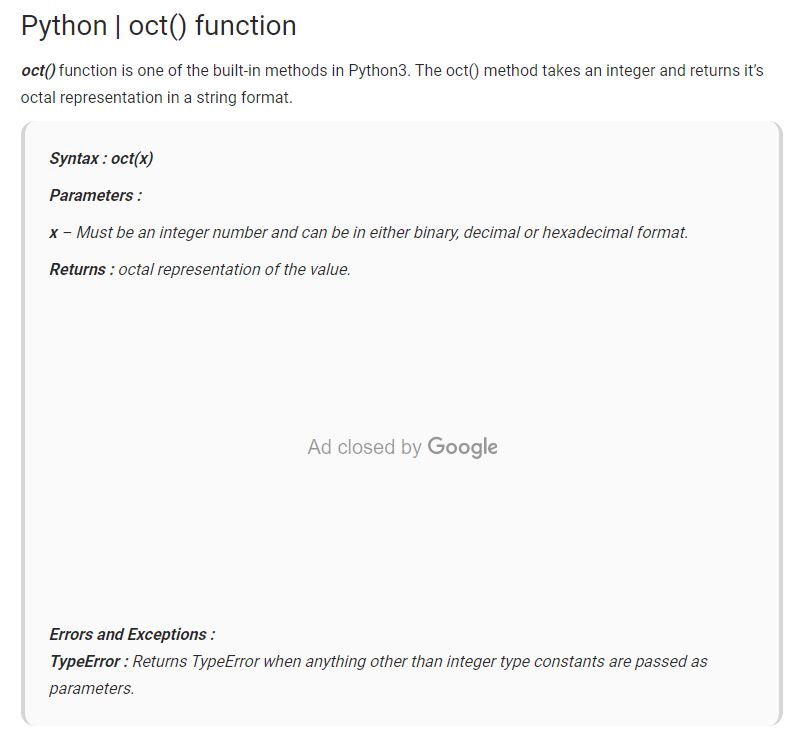 Python | oct() function
oct() function is one of the built-in methods in Python3. The oct() method takes an integer and returns it’s
octal representation in a string format.
Syntax : oct(x)
Parameters :
x – Must be an integer number and can be in either binary, decimal or hexadecimal format.
Returns : octal representation of the value.
Ad closed by Google
Errors and Exceptions :
TypeError : Returns TypeError when anything other than integer type constants are passed as
parameters.